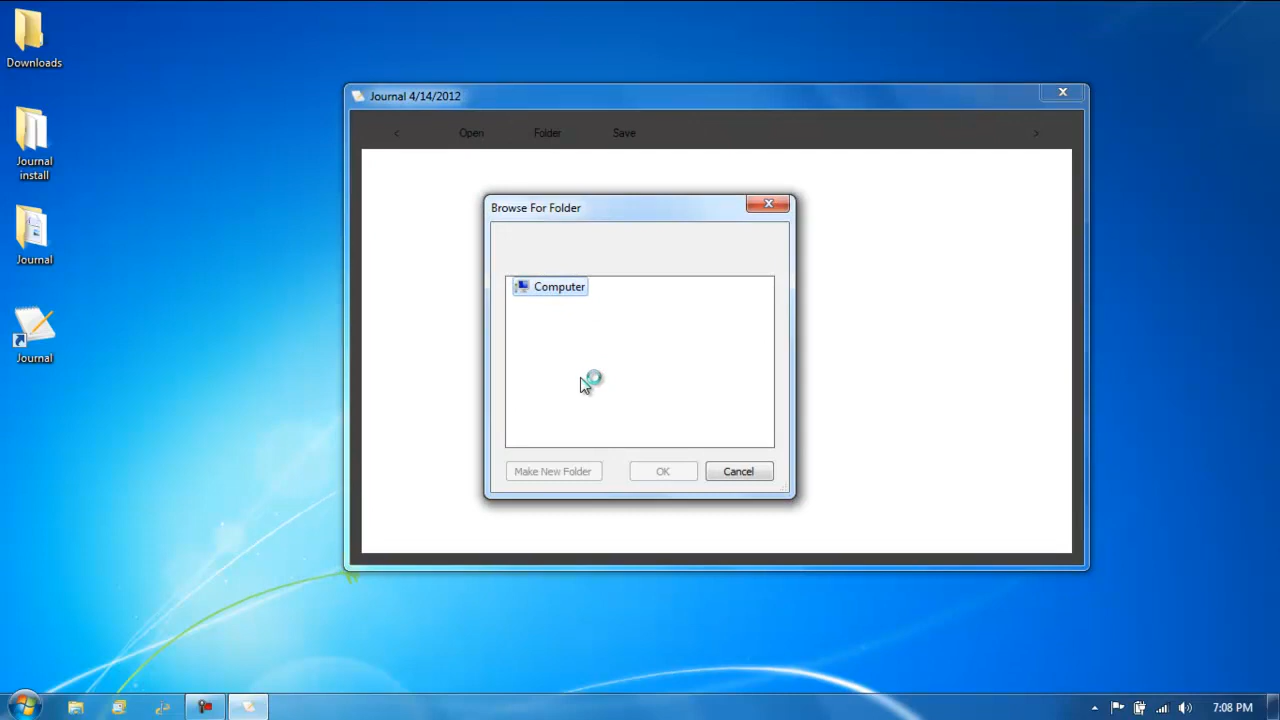 Downloads
Journal
install
Journal
Journal
Journal 4/14/2012
< Open Folder Save >
Browse For Folder
Computer
Make New Folder OK Cancel
7:08 PM